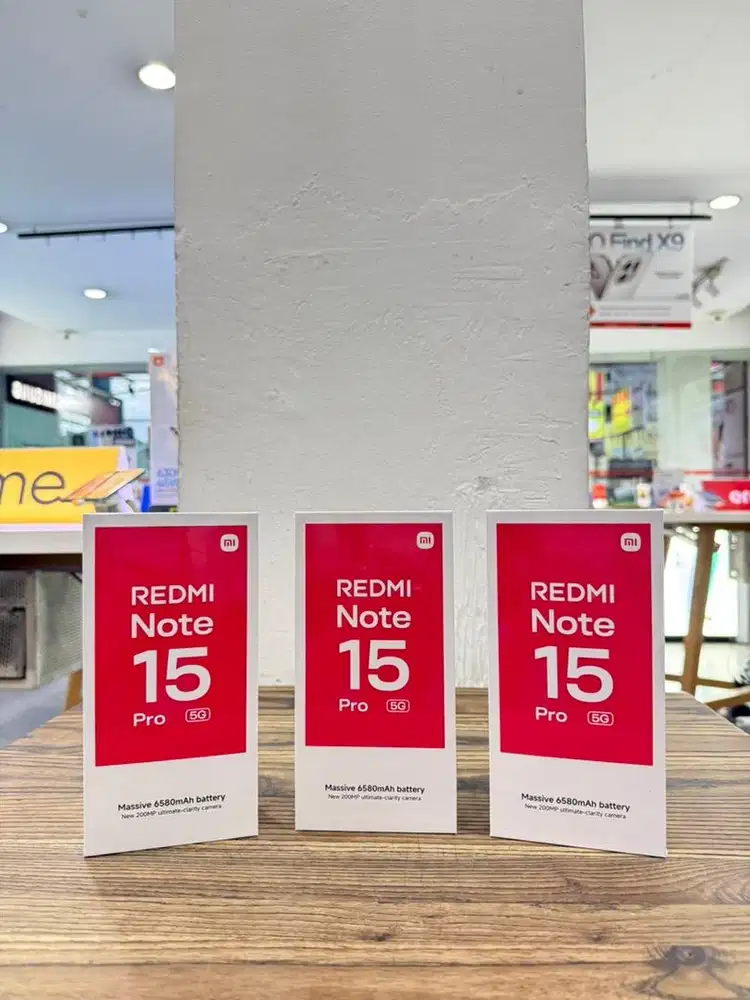 Find X9
me
REDMI
Note
15
Pro 5G
Massive 6580mAh battery
New 200MP ultimate-clarity camera
REDMI
Note
15
Pro 5G
Massive 6580mAh battery
New 200MP ultimate-clarity camera
REDMI
Note
15
Pro 5G
Massive 6580mAh battery
New 200MP ultimate-clarity camera